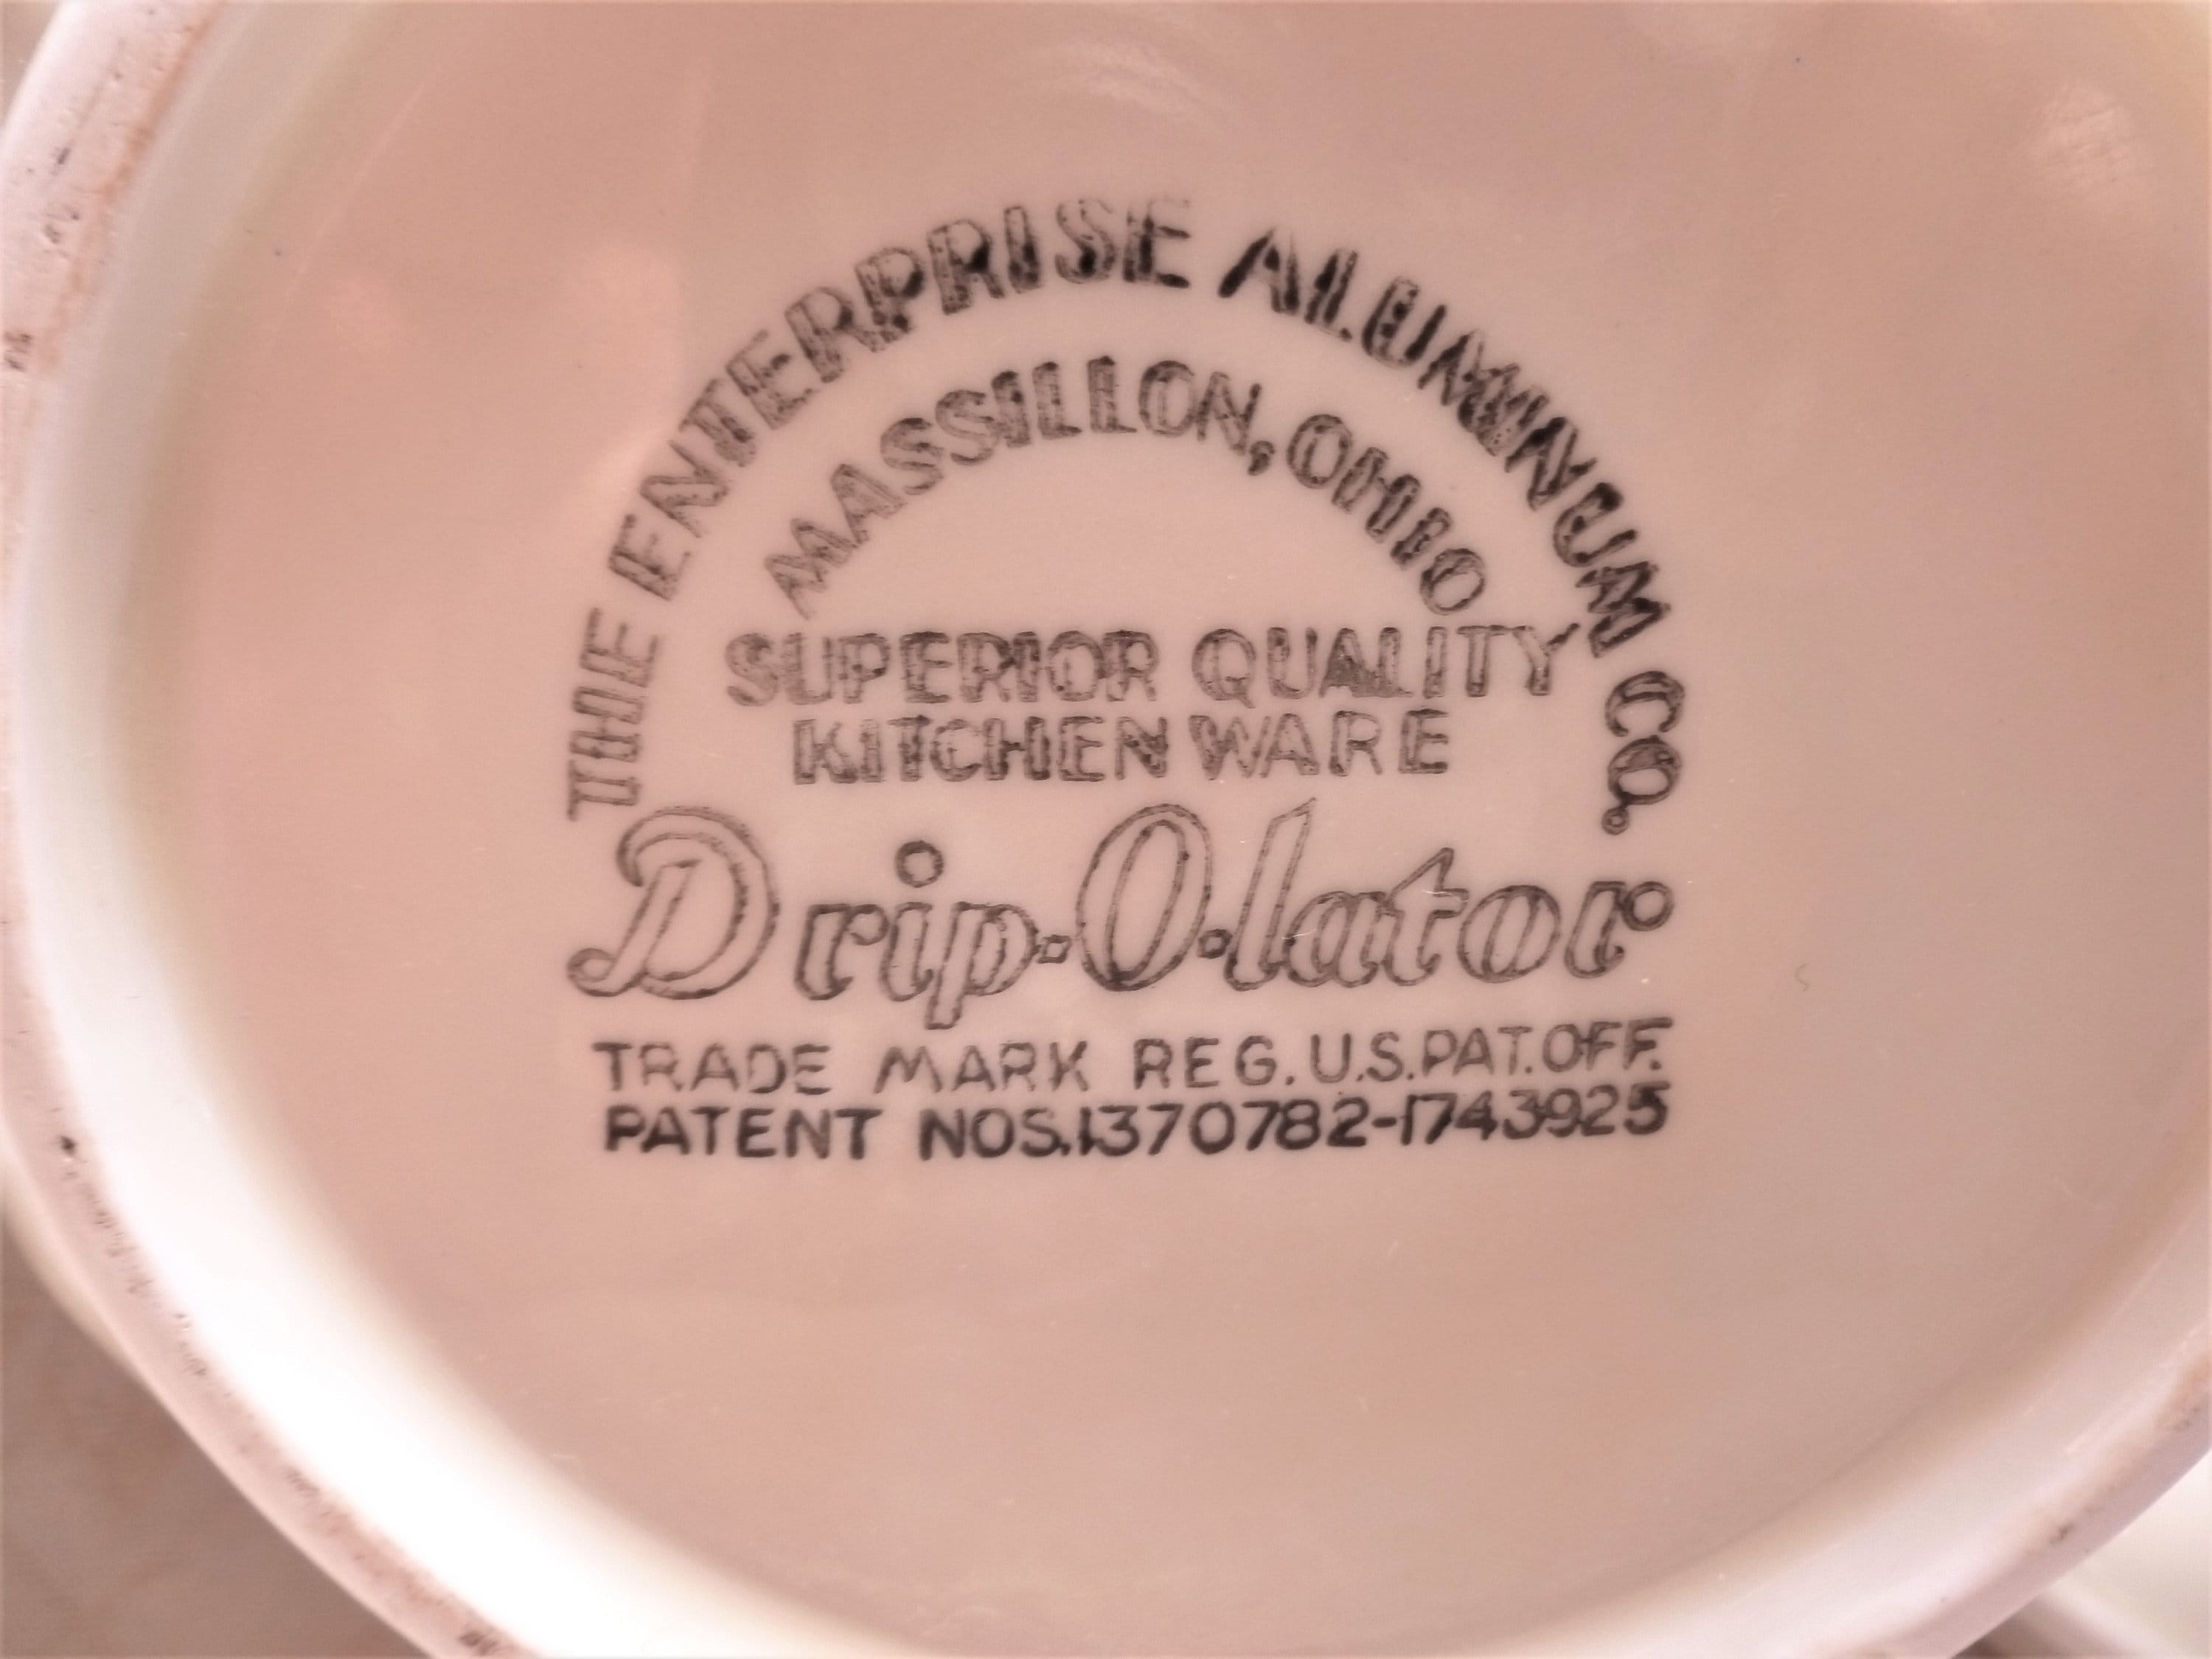 THE ENTERPRISE ALUMINUM CO.
MASSILLON, OHIO
SUPERIOR QUALITY
KITCHEN WARE
Drip-O-lator
TRADE MARK REG. U.S. PAT. OFF.
PATENT NOS. 1370782-1743925